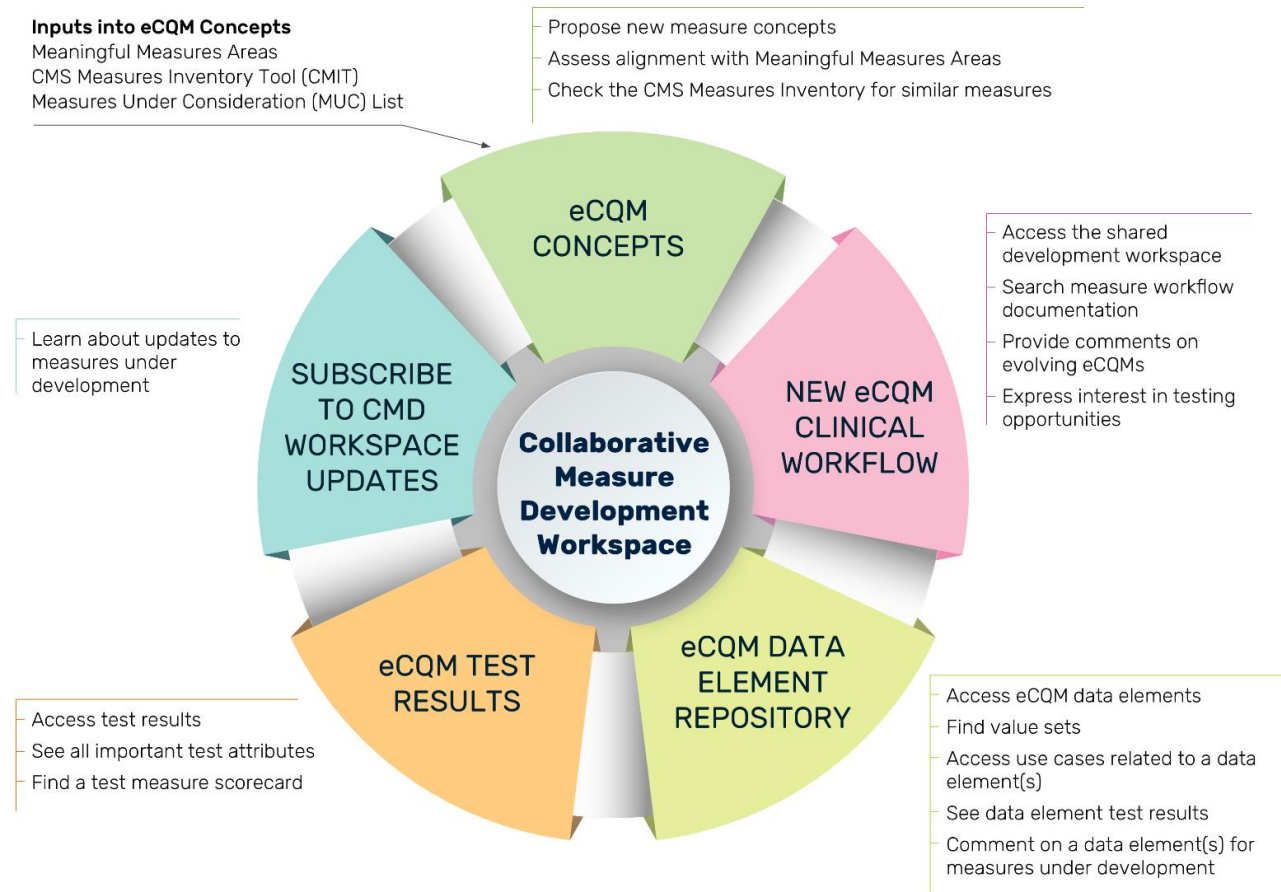 Inputs into eCQM Concepts
Meaningful Measures Areas
CMS Measures Inventory Tool (CMIT)
Measures Under Consideration (MUC) List
Propose new measure concepts
Assess alignment with Meaningful Measures Areas
Check the CMS Measures Inventory for similar measures
eCQM
CONCEPTS
Access the shared
development workspace
Search measure workflow
documentation
Provide comments on
evolving eCQMs
Express interest in testing
opportunities
NEW eCQM
CLINICAL
WORKFLOW
Learn about updates to
measures under
development
SUBSCRIBE
TO CMD
WORKSPACE
UPDATES
Collaborative
Measure
Development
Workspace
eCQM DATA
ELEMENT
REPOSITORY
Access eCQM data elements
Find value sets
Access use cases related to a data
element(s)
See data element test results
Comment on a data element(s) for
measures under development
eCQM TEST
RESULTS
Access test results
See all important test attributes
Find a test measure scorecard